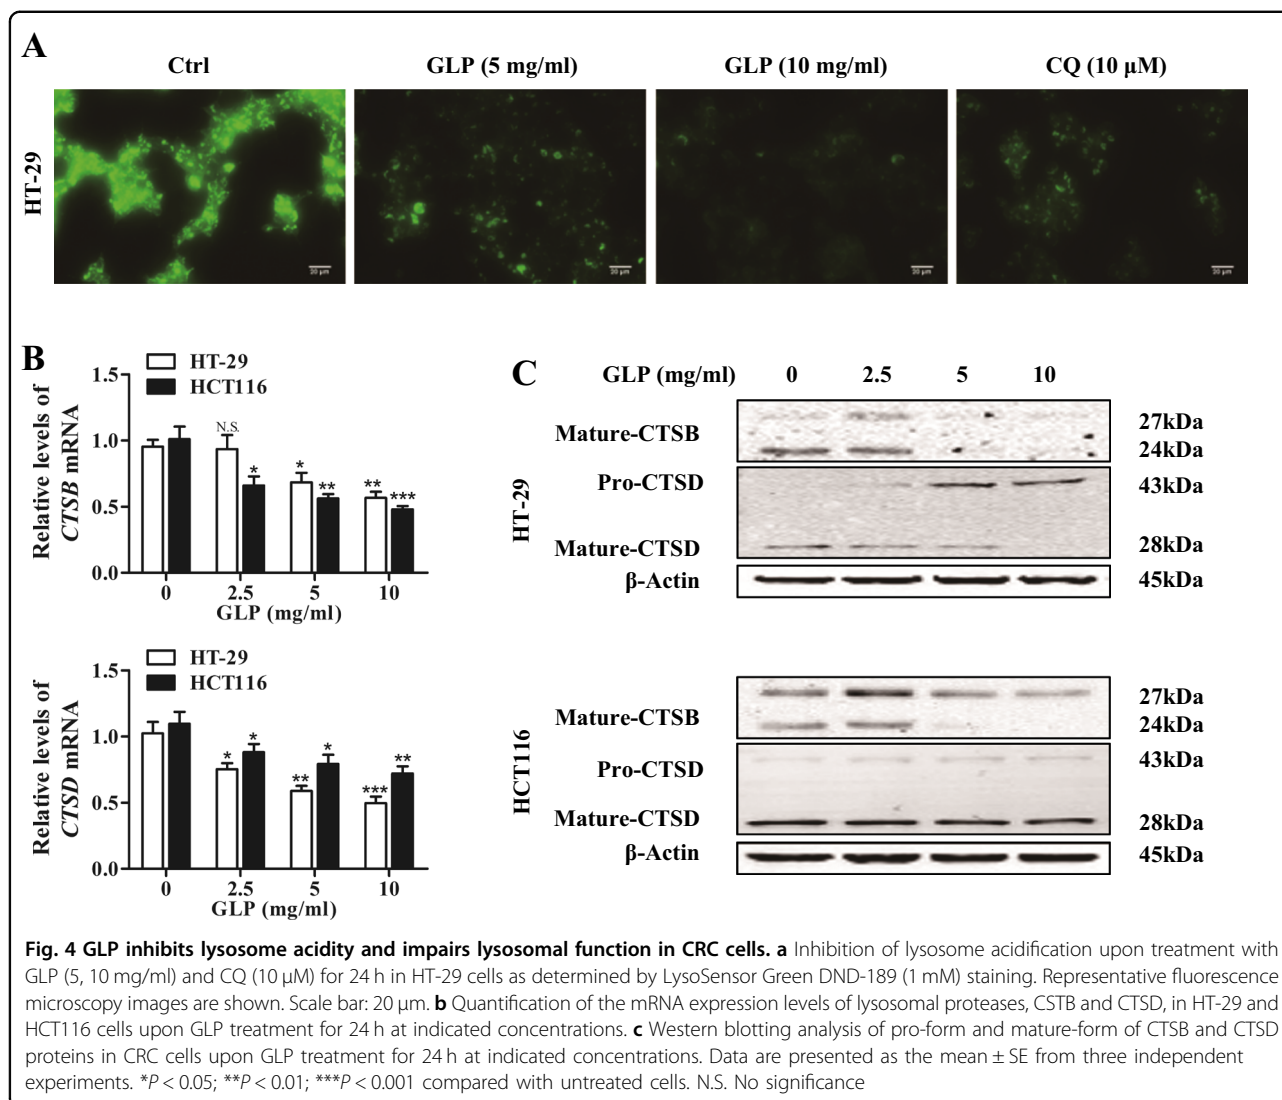 A
Ctrl GLP (5 mg/ml) GLP (10 mg/ml) CQ (10 μM)
HT-29
20 μm 20 μm 20 μm 20 μm
B
HT-29
HCT116
Relative levels of
CTSB mRNA
1.5
1.0
0.5
0.0
N.S.
*
*
**
**
***
0 2.5 5 10
GLP (mg/ml)
HT-29
HCT116
Relative levels of
CTSD mRNA
1.5
1.0
0.5
0.0
*
*
**
*
***
**
0 2.5 5 10
GLP (mg/ml)
C
GLP (mg/ml) 0 2.5 5 10
HT-29
Mature-CTSB 27kDa
24kDa
Pro-CTSD 43kDa
Mature-CTSD 28kDa
β-Actin 45kDa
HCT116
Mature-CTSB 27kDa
24kDa
Pro-CTSD 43kDa
Mature-CTSD 28kDa
β-Actin 45kDa
Fig. 4 GLP inhibits lysosome acidity and impairs lysosomal function in CRC cells. a Inhibition of lysosome acidification upon treatment with
GLP (5, 10 mg/ml) and CQ (10 μM) for 24 h in HT-29 cells as determined by LysoSensor Green DND-189 (1 mM) staining. Representative fluorescence
microscopy images are shown. Scale bar: 20 μm. b Quantification of the mRNA expression levels of lysosomal proteases, CSTB and CTSD, in HT-29 and
HCT116 cells upon GLP treatment for 24 h at indicated concentrations. c Western blotting analysis of pro-form and mature-form of CTSB and CTSD
proteins in CRC cells upon GLP treatment for 24 h at indicated concentrations. Data are presented as the mean ± SE from three independent
experiments. *P < 0.05; **P < 0.01; ***P < 0.001 compared with untreated cells. N.S. No significance